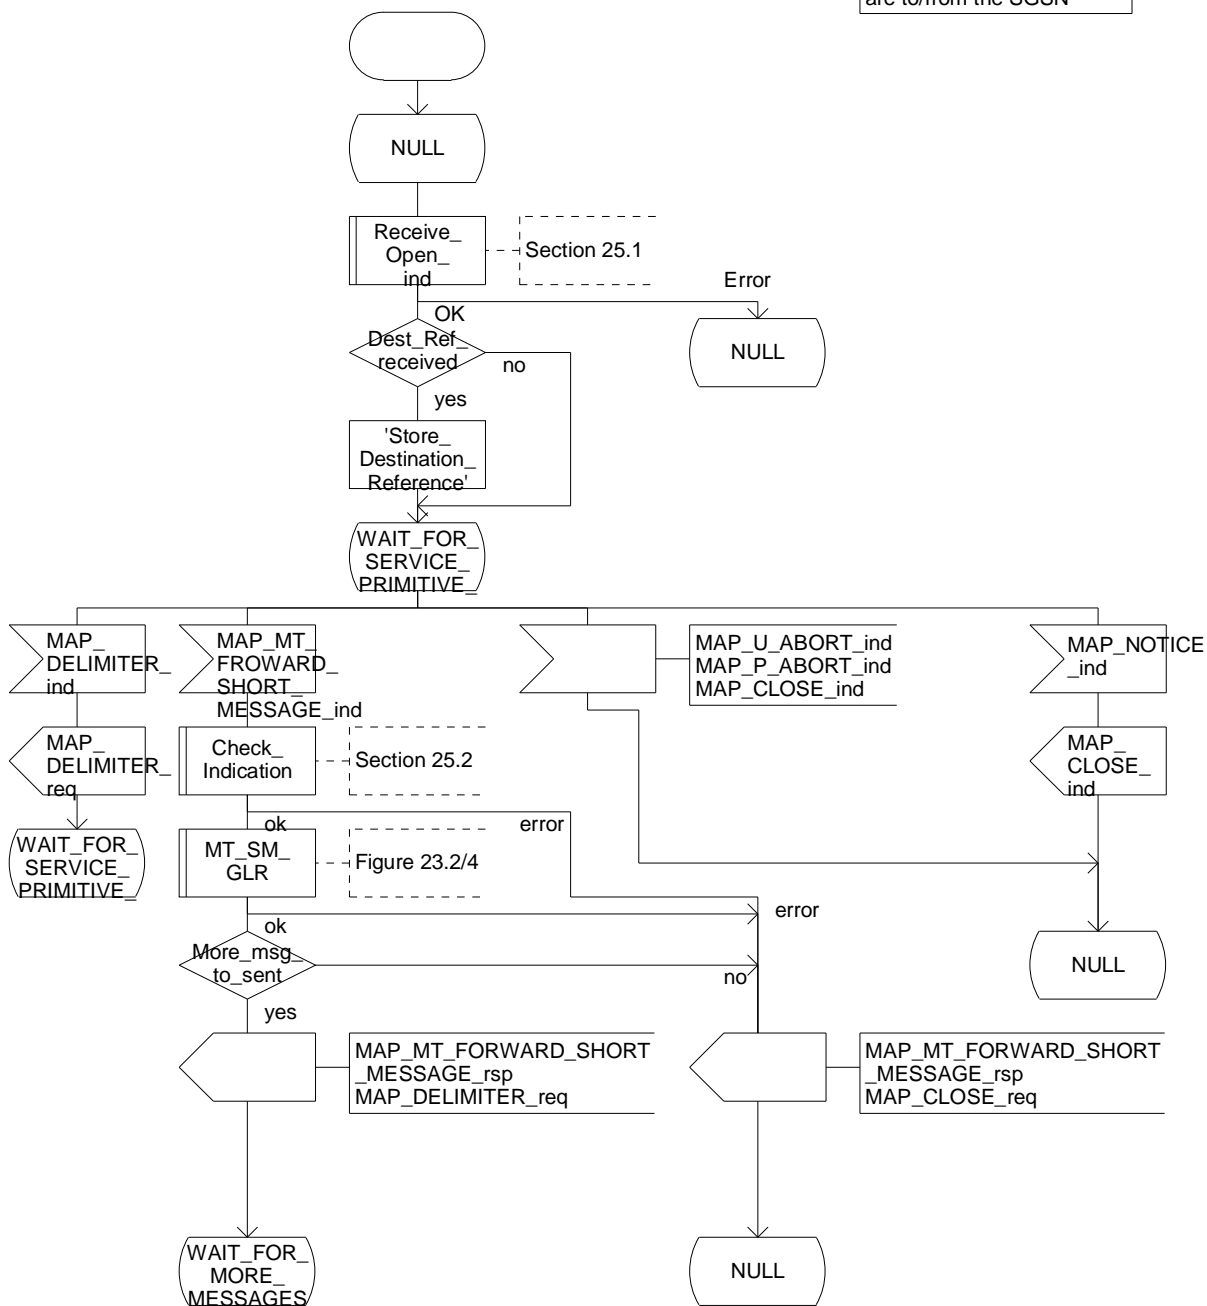 are to/from the SGSN
NULL
Receive_
Open_
ind
Section 25.1
Error
OK
Dest_Ref_
received
no
NULL
yes
'Store_
Destination_
Reference'
WAIT_FOR_
SERVICE_
PRIMITIVE_
MAP_
DELIMITER_
ind
MAP_MT_
FROWARD_
SHORT_
MESSAGE_ind
MAP_U_ABORT_ind
MAP_P_ABORT_ind
MAP_CLOSE_ind
MAP_NOTICE
_ind
MAP_
DELIMITER_
req
Check_
Indication
Section 25.2
MAP_
CLOSE_
ind
ok
error
WAIT_FOR_
SERVICE_
PRIMITIVE_
MT_SM_
GLR
Figure 23.2/4
error
ok
More_msg_
to_sent
no
NULL
yes
MAP_MT_FORWARD_SHORT
_MESSAGE_rsp
MAP_DELIMITER_req
MAP_MT_FORWARD_SHORT
_MESSAGE_rsp
MAP_CLOSE_req
WAIT_FOR_
MORE_
MESSAGES
NULL